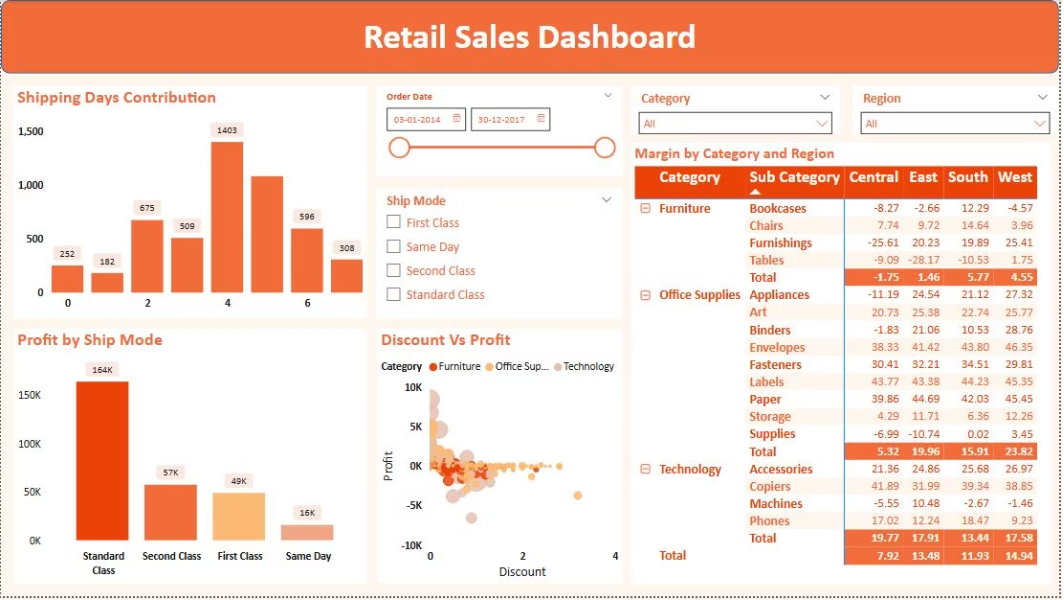 Retail Sales Dashboard
Shipping Days Contribution
1,500
1,000
500
0
252
182
675
509
1403
596
308
0 2 4 6
Order Date
03-01-2014 30-12-2017
Ship Mode
First Class
Same Day
Second Class
Standard Class
Category
All
Region
All
Profit by Ship Mode
150K
100K
50K
0K
164K
57K
49K
16K
Standard Class
Second Class
First Class
Same Day
Discount Vs Profit
Category Furniture Office Sup... Technology
10K
5K
0K
-5K
-10K
Profit
0 2 4
Discount
Margin by Category and Region
Category Sub Category Central East South West
Furniture Bookcases -8.27 -2.66 12.29 -4.57
Chairs 7.74 9.72 14.64 3.96
Furnishings -25.61 20.23 19.89 25.41
Tables -9.09 -28.17 -10.53 1.75
Total -1.75 1.46 5.77 4.55
Office Supplies Appliances -11.19 24.54 21.12 27.32
Art 20.73 25.38 22.74 25.77
Binders -1.83 21.06 10.53 28.76
Envelopes 38.33 41.42 43.80 46.35
Fasteners 30.41 32.21 34.51 29.81
Labels 43.77 43.38 44.23 45.35
Paper 39.86 44.69 42.03 45.45
Storage 4.29 11.71 6.36 12.26
Supplies -6.99 -10.74 0.02 3.45
Total 5.32 19.96 15.91 23.82
Technology Accessories 21.36 24.86 25.68 26.97
Copiers 41.89 31.99 39.34 38.85
Machines -5.55 10.48 -2.67 -1.46
Phones 17.02 12.24 18.47 9.23
Total 19.77 17.91 13.44 17.58
Total 7.92 13.48 11.93 14.94